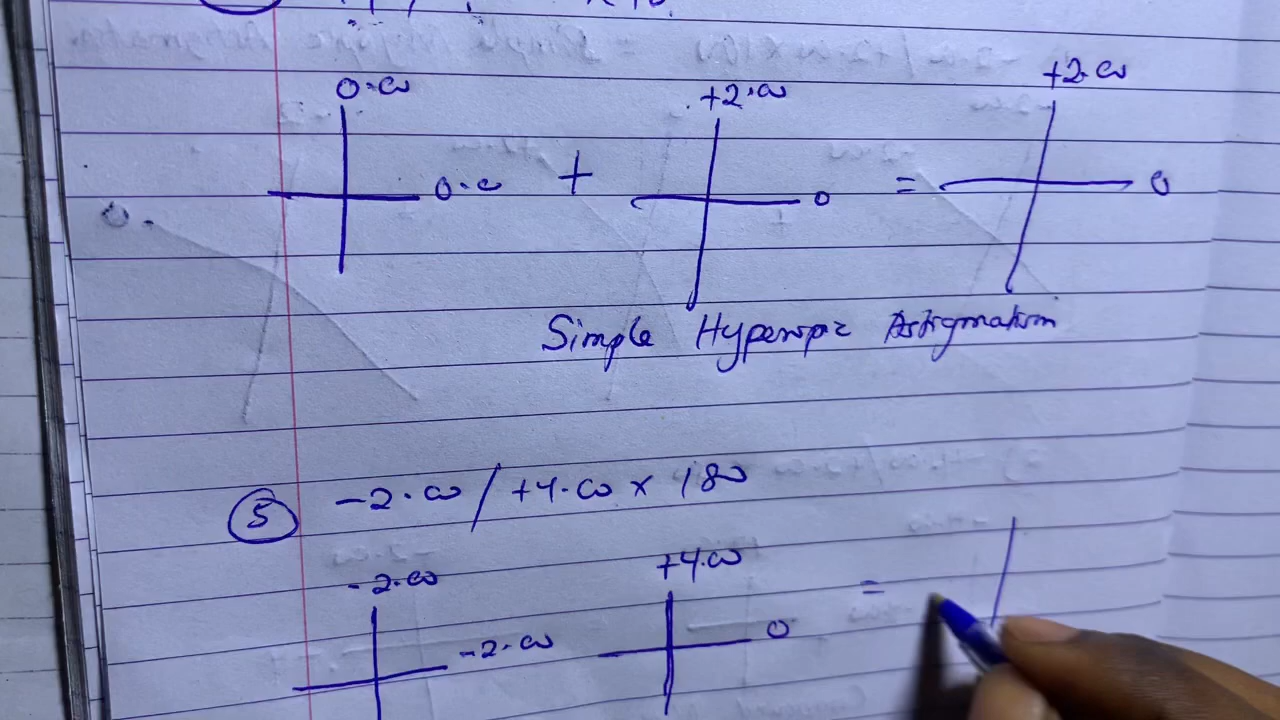 0.00 +2.00 +2.00
0.00 + 0 = 0
0.
Simple Hyperopic Astigmatism
5 -2.00 / +4.00 x 180
-2.00 +4.00 =
-2.00 0